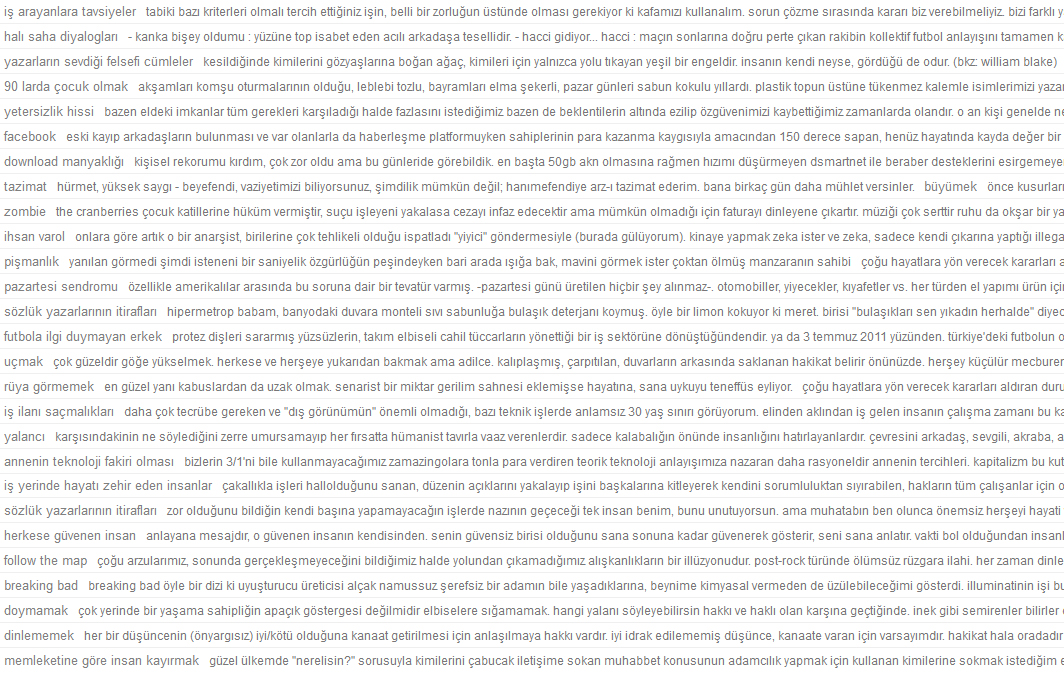 iş arayanlara tavsiyeler tabiki bazı kriterleri olmalı tercih ettiğiniz işin, belli bir zorluğun üstünde olması gerekiyor ki kafamızı kullanalım. sorun çözme sırasında kararı biz verebilmeliyiz. bizi farklı y
halı saha diyalogları - kanka bişey oldumu : yüzüne top isabet eden acılı arkadaşa tesellidir. - hacci gidiyor... hacci : maçın sonlarına doğru perte çıkan rakibin kollektif futbol anlayışını tamamen k
yazarların sevdiği felsefi cümleler kesildiğinde kimilerini gözyaşlarına boğan ağaç, kimileri için yalnızca yolu tıkayan yeşil bir engeldir. insanın kendi neyse, gördüğü de odur. (bkz: william blake)
90 larda çocuk olmak akşamları komşu oturmalarının olduğu, leblebi tozlu, bayramları elma şekerli, pazar günleri sabun kokulu yıllardı. plastik topun üstüne tükenmez kalemle isimlerimizi yazar
yetersizlik hissi bazen eldeki imkanlar tüm gerekleri karşıladığı halde fazlasını istediğimiz bazen de beklentilerin altında ezilip özgüvenimizi kaybettiğimiz zamanlarda olandır. o an kişi genelde ne
facebook eski kayıp arkadaşların bulunması ve var olanlarla da haberleşme platformuyken sahiplerinin para kazanma kaygısıyla amacından 150 derece sapan, henüz hayatında kayda değer bir
download manyaklığı kişisel rekorumu kırdım, çok zor oldu ama bu günleride görebildik. en başta 50gb akn olmasına rağmen hızımı düşürmeyen dsmartnet ile beraber desteklerini esirgemeyen
tazimat hürmet, yüksek saygı - beyefendi, vaziyetimizi biliyorsunuz, şimdilik mümkün değil; hanımefendiye arz-ı tazimat ederim. bana birkaç gün daha mühlet versinler. büyümek önce kusurları
zombie the cranberries çocuk katillerine hüküm vermiştir, suçu işleyeni yakalasa cezayı infaz edecektir ama mümkün olmadığı için faturayı dinleyene çıkartır. müziği çok serttir ruhu da okşar bir ya
ihsan varol onlara göre artık o bir anarşist, birilerine çok tehlikeli olduğu ispatladı "yiyici" göndermesiyle (burada gülüyorum). kinaye yapmak zeka ister ve zeka, sadece kendi çıkarına yaptığı illega
pişmanlık yanılan görmedi şimdi isteneni bir saniyelik özgürlüğün peşindeyken bari arada ışığa bak, mavini görmek ister çoktan ölmüş manzaranın sahibi çoğu hayatlara yön verecek kararları a
pazartesi sendromu özellikle amerikalılar arasında bu soruna dair bir tevatür varmış. -pazartesi günü üretilen hiçbir şey alınmaz-. otomobiller, yiyecekler, kıyafetler vs. her türden el yapımı ürün için
sözlük yazarlarının itirafları hipermetrop babam, banyodaki duvara monteli sıvı sabunluğa bulaşık deterjanı koymuş. öyle bir limon kokuyor ki meret. birisi "bulaşıkları sen yıkadın herhalde" diyec
futbola ilgi duymayan erkek protez dişleri sararmış yüzsüzlerin, takım elbiseli cahil tüccarların yönettiği bir iş sektörüne dönüştüğündendir. ya da 3 temmuz 2011 yüzünden. türkiye'deki futbolun o
uçmak çok güzeldir göğe yükselmek. herkese ve herşeye yukarıdan bakmak ama adilce. kalıplaşmış, çarpıtılan, duvarların arkasında saklanan hakikat belirir önünüzde. herşey küçülür mecburen
rüya görmemek en güzel yanı kabuslardan da uzak olmak. senarist bir miktar gerilim sahnesi eklemişse hayatına, sana uykuyu teneffüs eyliyor. çoğu hayatlara yön verecek kararları aldıran duru
iş ilanı saçmalıkları daha çok tecrübe gereken ve "dış görünümün" önemli olmadığı, bazı teknik işlerde anlamsız 30 yaş sınırı görüyorum. elinden aklından iş gelen insanın çalışma zamanı bu ka
yalancı karşısındakinin ne söylediğini zerre umursamayıp her fırsatta hümanist tavırla vaaz verenlerdir. sadece kalabalığın önünde insanlığını hatırlayanlardır. çevresini arkadaş, sevgili, akraba, a
annenin teknoloji fakiri olması bizlerin 3/1'ni bile kullanmayacağımız zamazingolara tonla para verdiren teorik teknoloji anlayışımıza nazaran daha rasyoneldir annenin tercihleri. kapitalizm bu kut
iş yerinde hayatı zehir eden insanlar çakallıkla işleri hallolduğunu sanan, düzenin açıklarını yakalayıp işini başkalarına kitleyerek kendini sorumluluktan sıyırabilen, hakların tüm çalışanlar için o
sözlük yazarlarının itirafları zor olduğunu bildiğin kendi başına yapamayacağın işlerde nazının geçeceği tek insan benim, bunu unutuyorsun. ama muhatabın ben olunca önemsiz herşeyi hayati
herkese güvenen insan anlayana mesajdır, o güvenen insanın kendisinden. senin güvensiz birisi olduğunu sana sonuna kadar güvenerek gösterir, seni sana anlatır. vakti bol olduğundan insanl
follow the map çoğu arzularımız, sonunda gerçekleşmeyeceğini bildiğimiz halde yolundan çıkamadığımız alışkanlıkların bir illüzyonudur. post-rock türünde ölümsüz rüzgara ilahi. her zaman dinle
breaking bad breaking bad öyle bir dizi ki uyuşturucu üreticisi alçak namussuz şerefsiz bir adamın bile yaşadıklarına, beynime kimyasal vermeden de üzülebileceğimi gösterdi. illuminatinin işi bu
doymamak çok yerinde bir yaşama sahipliğin apaçık göstergesi değilmidir elbiselere sığamamak. hangi yalanı söyleyebilirsin hakkı ve haklı olan karşına geçtiğinde. inek gibi semirenler bilirler
dinlememek her bir düşüncenin (önyargısız) iyi/kötü olduğuna kanaat getirilmesi için anlaşılmaya hakkı vardır. iyi idrak edilememiş düşünce, kanaate varan için varsayımdır. hakikat hala oradadır
memleketine göre insan kayırmak güzel ülkemde "nerelisin?" sorusuyla kimilerini çabucak iletişime sokan muhabbet konusunun adamcılık yapmak için kullanan kimilerine sokmak istediğim e